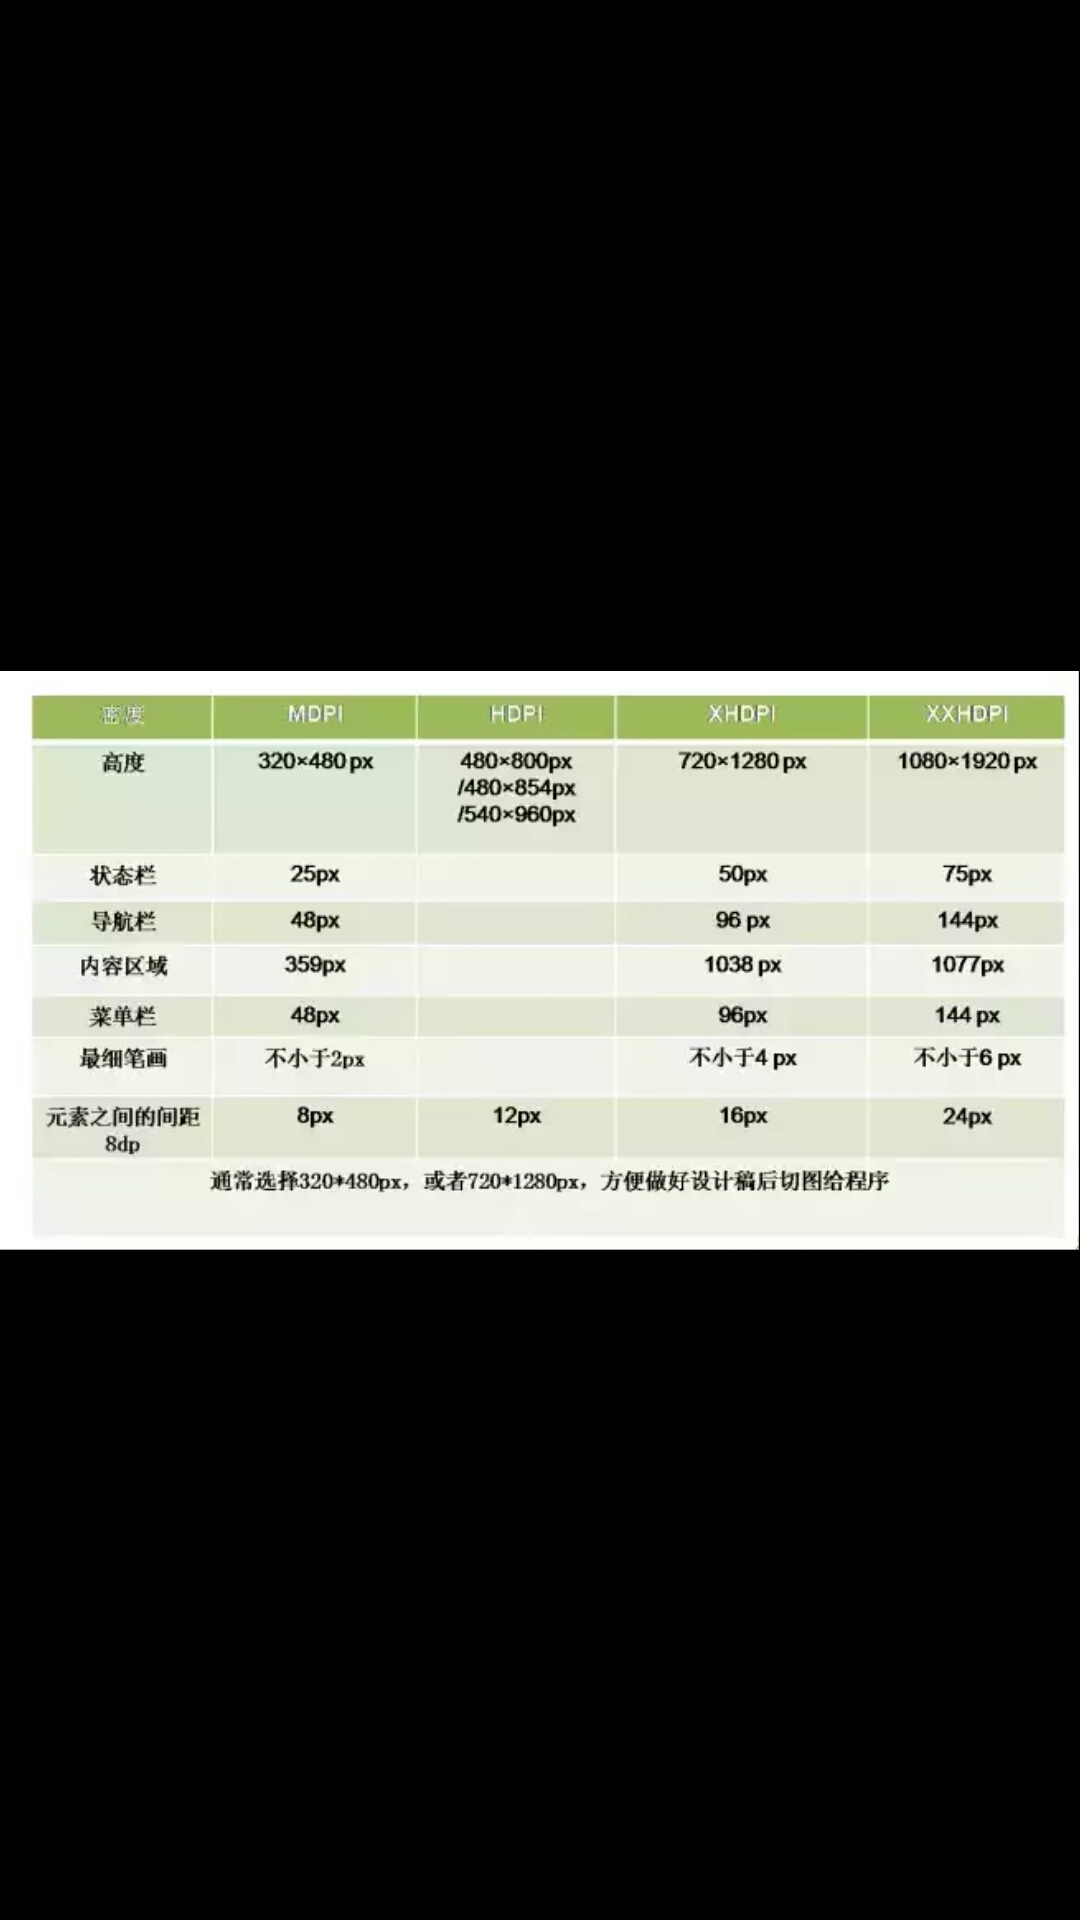 密度 MDPI HDPI XHDPI XXHDPI
高度 320×480 px 480×800px 720×1280 px 1080×1920 px
/480×854px
/540×960px
状态栏 25px 50px 75px
导航栏 48px 96 px 144px
内容区域 359px 1038 px 1077px
菜单栏 48px 96px 144 px
最细笔画 不小于2px 不小于4 px 不小于6 px
元素之间的间距 8px 12px 16px 24px
8dp
通常选择320*480px，或者720*1280px，方便做好设计稿后切图给程序